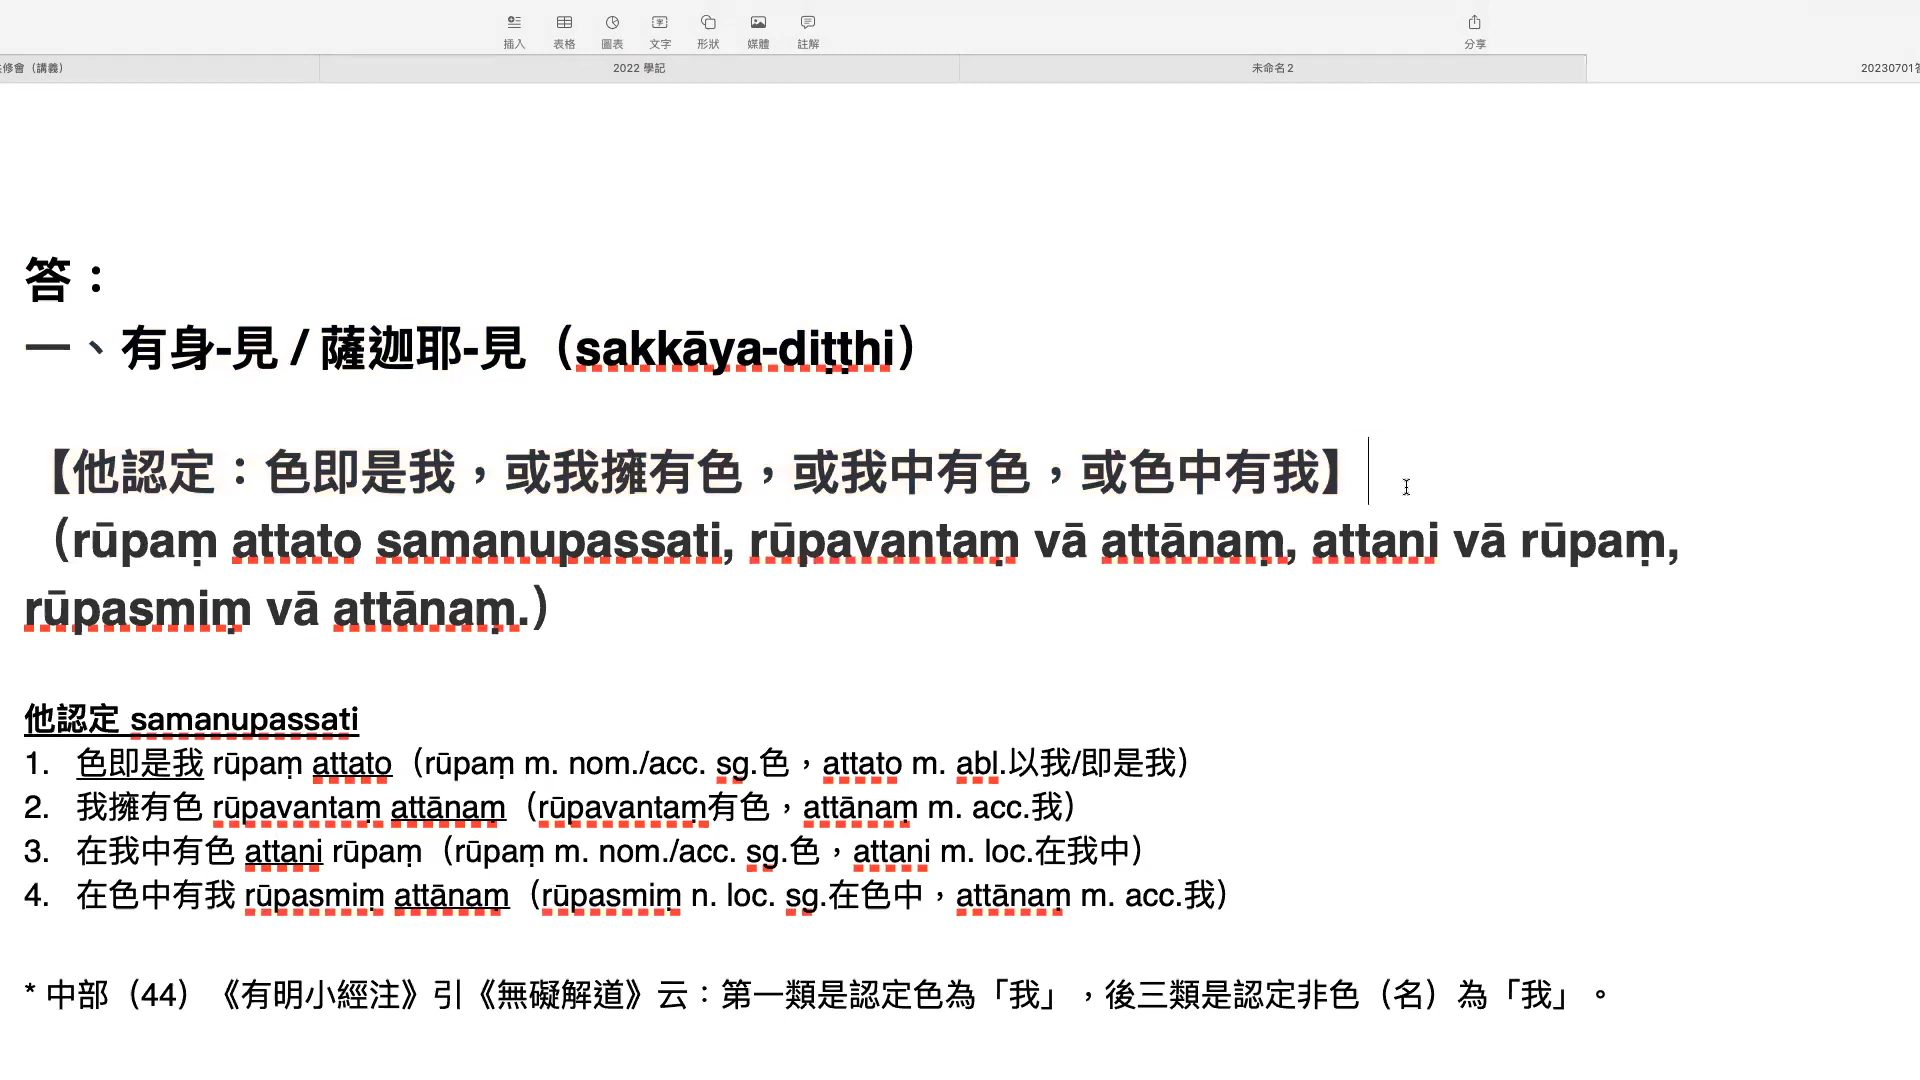 插入 表格 圖表 文字 形狀 媒體 註解 分享
修會（講義） 2022 學記 未命名 2 20230701
答：
一、有身-見 / 薩迦耶-見（sakkāya-diṭṭhi）
【他認定：色即是我，或我擁有色，或我中有色，或色中有我】
（rūpaṃ attato samanupassati, rūpavantaṃ vā attānaṃ, attani vā rūpaṃ,
rūpasmiṃ vā attānaṃ.）
他認定 samanupassati
1. 色即是我 rūpaṃ attato（rūpaṃ m. nom./acc. sg.色，attato m. abl.以我/即是我）
2. 我擁有色 rūpavantaṃ attānaṃ（rūpavantaṃ有色，attānaṃ m. acc.我）
3. 在我中有色 attani rūpaṃ（rūpaṃ m. nom./acc. sg.色，attani m. loc.在我中）
4. 在色中有我 rūpasmiṃ attānaṃ（rūpasmiṃ n. loc. sg.在色中，attānaṃ m. acc.我）
* 中部（44）《有明小經注》引《無礙解道》云：第一類是認定色為「我」，後三類是認定非色（名）為「我」。